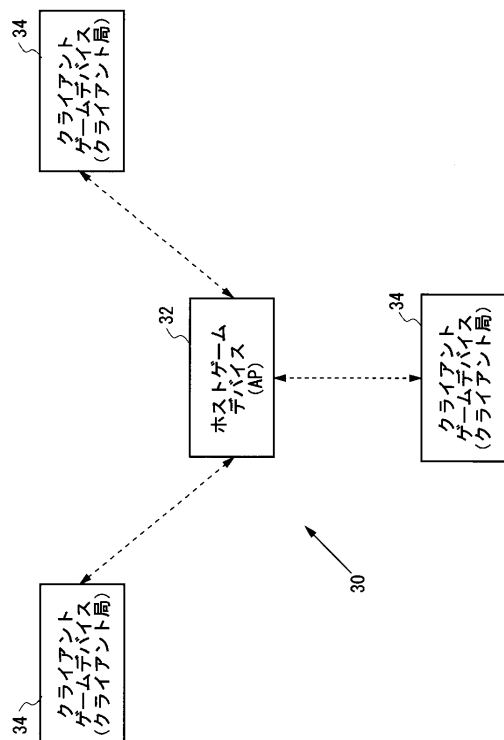 34
クライアント
ゲームデバイス
(クライアント局)
32
ホストゲーム
デバイス
(AP)
34
クライアント
ゲームデバイス
(クライアント局)
34
クライアント
ゲームデバイス
(クライアント局)
30